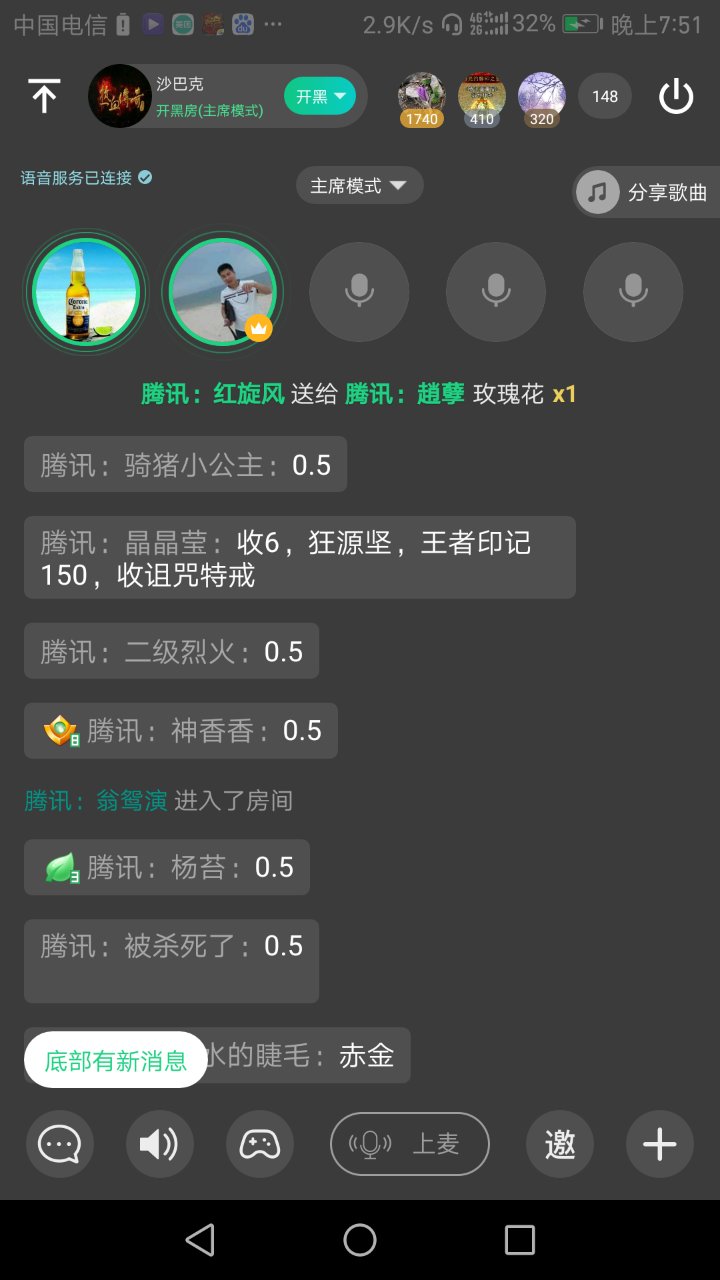 中国电信 2.9K/s 4G 2G 32% 晚上7:51
沙巴克
开黑房(主席模式)
开黑
1740 410 320 148
语音服务已连接
主席模式
分享歌曲
腾讯：红旋风 送给 腾讯：趙孽 玫瑰花 x1
腾讯：骑猪小公主：0.5
腾讯：晶晶莹：收6，狂源坚，王者印记
150，收诅咒特戒
腾讯：二级烈火：0.5
8 腾讯：神香香：0.5
腾讯：翁鸳演 进入了房间
3 腾讯：杨苔：0.5
腾讯：被杀死了：0.5
水的睫毛：赤金
底部有新消息
上麦 邀